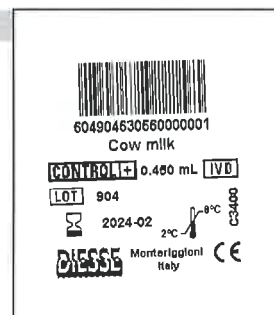 604904630560000001
Cow milk
CONTROL + 0.450 mL IVD
LOT 904
2024-02 2°C 8°C C3400
DIESSE Monteriggioni Italy CE